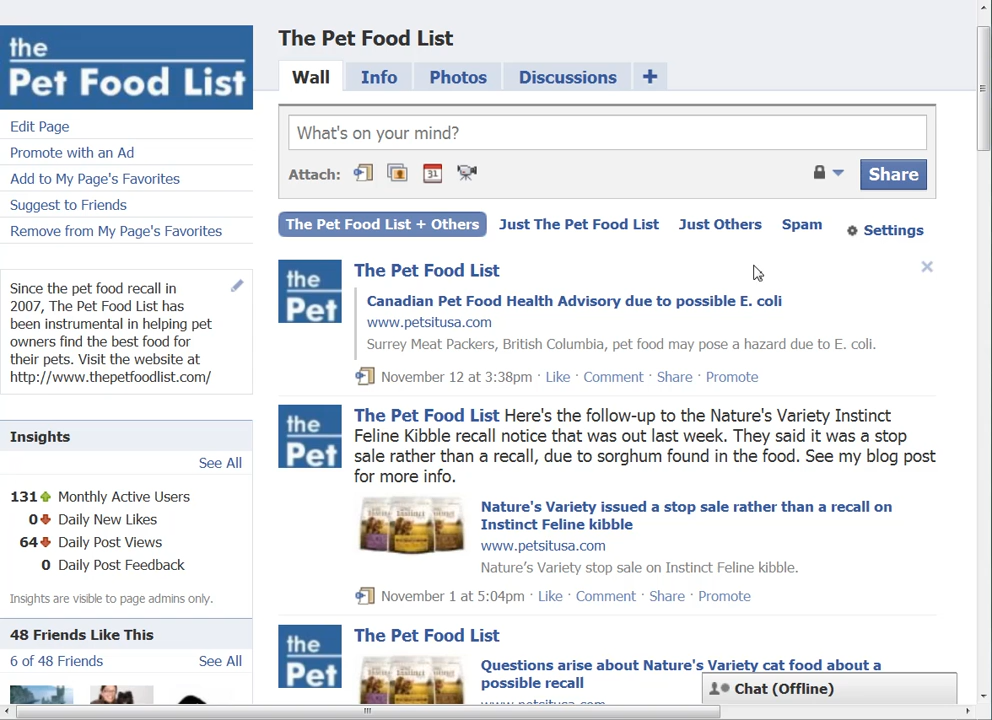 the
Pet Food List
Edit Page
Promote with an Ad
Add to My Page's Favorites
Suggest to Friends
Remove from My Page's Favorites
Since the pet food recall in
2007, The Pet Food List has
been instrumental in helping pet
owners find the best food for
their pets. Visit the website at
http://www.thepetfoodlist.com/
Insights
See All
131 Monthly Active Users
0 Daily New Likes
64 Daily Post Views
0 Daily Post Feedback
Insights are visible to page admins only.
48 Friends Like This
6 of 48 Friends See All
The Pet Food List
Wall Info Photos Discussions +
What's on your mind?
Attach: 31 Share
The Pet Food List + Others Just The Pet Food List Just Others Spam Settings
the
Pet
The Pet Food List
Canadian Pet Food Health Advisory due to possible E. coli
www.petsitusa.com
Surrey Meat Packers, British Columbia, pet food may pose a hazard due to E. coli.
November 12 at 3:38pm · Like · Comment · Share · Promote
the
Pet
The Pet Food List Here's the follow-up to the Nature's Variety Instinct
Feline Kibble recall notice that was out last week. They said it was a stop
sale rather than a recall, due to sorghum found in the food. See my blog post
for more info.
Nature's Variety issued a stop sale rather than a recall on
Instinct Feline kibble
www.petsitusa.com
Nature's Variety stop sale on Instinct Feline kibble.
November 1 at 5:04pm · Like · Comment · Share · Promote
the
Pet
The Pet Food List
Questions arise about Nature's Variety cat food about a
possible recall
www.petsitusa.com
Chat (Offline)